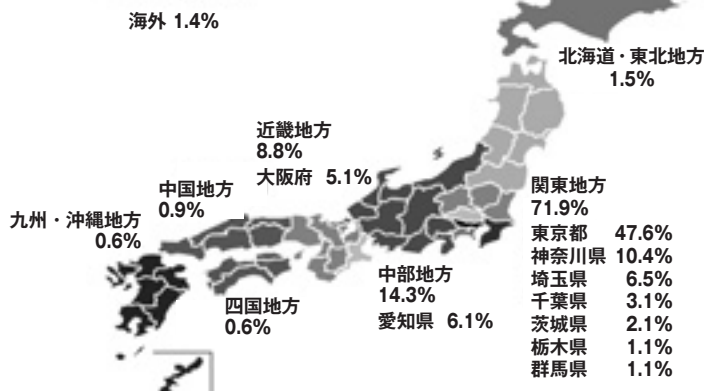 海外 1.4%
北海道・東北地方
1.5%
近畿地方
8.8%
大阪府 5.1%
中国地方
0.9%
九州・沖縄地方
0.6%
四国地方
0.6%
中部地方
14.3%
愛知県 6.1%
関東地方
71.9%
東京都 47.6%
神奈川県 10.4%
埼玉県 6.5%
千葉県 3.1%
茨城県 2.1%
栃木県 1.1%
群馬県 1.1%